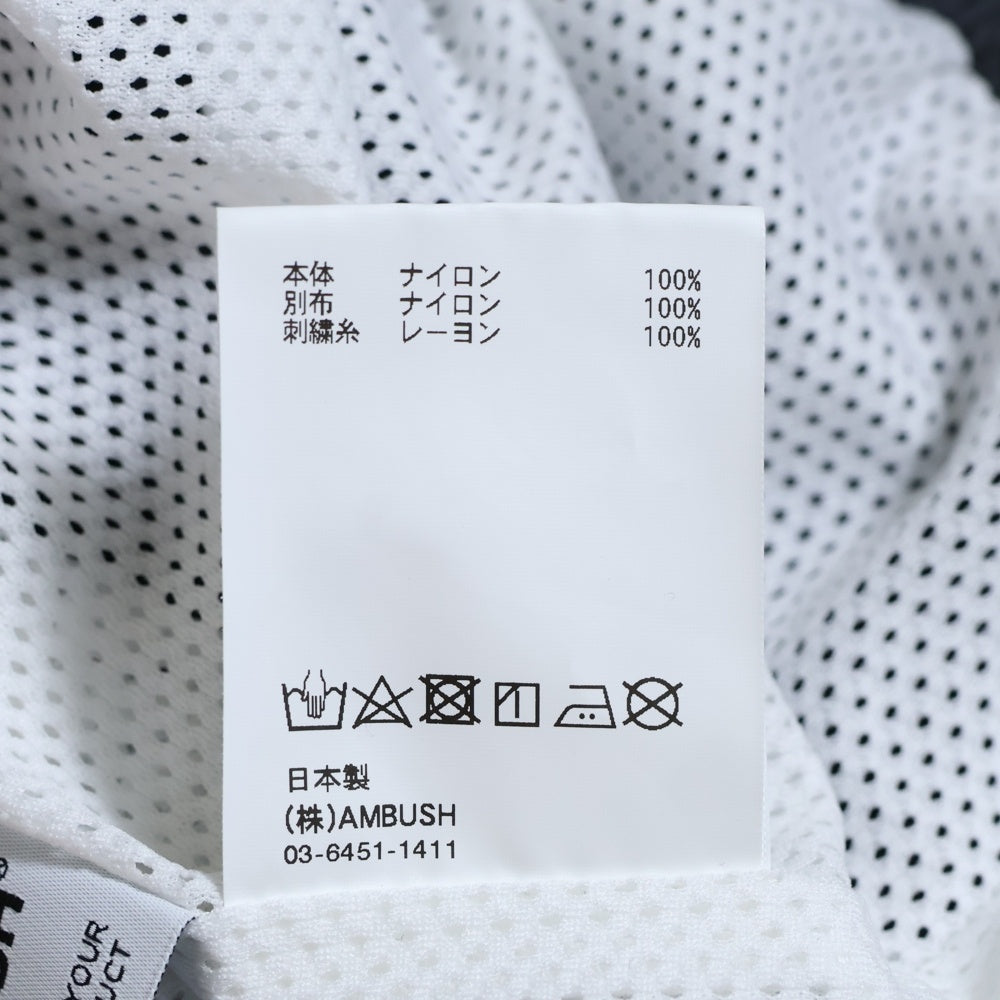 本体 ナイロン 100%
別布 ナイロン 100%
刺繍糸 レーヨン 100%
日本製
(株)AMBUSH
03-6451-1411
YOUR